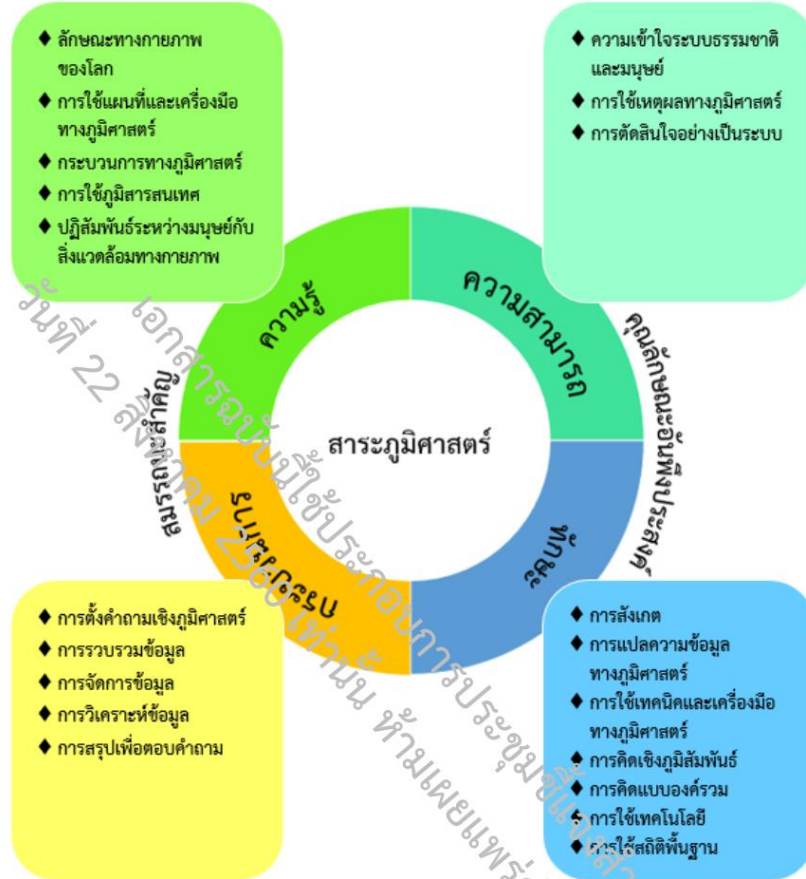 ◆ ลักษณะทางกายภาพ
ของโลก
◆ การใช้แผนที่และเครื่องมือ
ทางภูมิศาสตร์
◆ กระบวนการทางภูมิศาสตร์
◆ การใช้ภูมิสารสนเทศ
◆ ปฏิสัมพันธ์ระหว่างมนุษย์กับ
สิ่งแวดล้อมทางกายภาพ
◆ ความเข้าใจระบบธรรมชาติ
และมนุษย์
◆ การใช้เหตุผลทางภูมิศาสตร์
◆ การตัดสินใจอย่างเป็นระบบ
ความรู้
ความสามารถ
สมรรถนะสำคัญ
สาระภูมิศาสตร์
คุณลักษณะอันพึงประสงค์
กระบวนการ
ทักษะ
◆ การตั้งคำถามเชิงภูมิศาสตร์
◆ การรวบรวมข้อมูล
◆ การจัดการข้อมูล
◆ การวิเคราะห์ข้อมูล
◆ การสรุปเพื่อตอบคำถาม
◆ การสังเกต
◆ การแปลความข้อมูล
ทางภูมิศาสตร์
◆ การใช้เทคนิคและเครื่องมือ
ทางภูมิศาสตร์
◆ การคิดเชิงภูมิสัมพันธ์
◆ การคิดแบบองค์รวม
◆ การใช้เทคโนโลยี
◆ การใช้สถิติพื้นฐาน
เอกสารฉบับนี้ใช้ประกอบการประชุมชี้แจง
วันที่ 22 สิงหาคม 2560 เท่านั้น ห้ามเผยแพร่